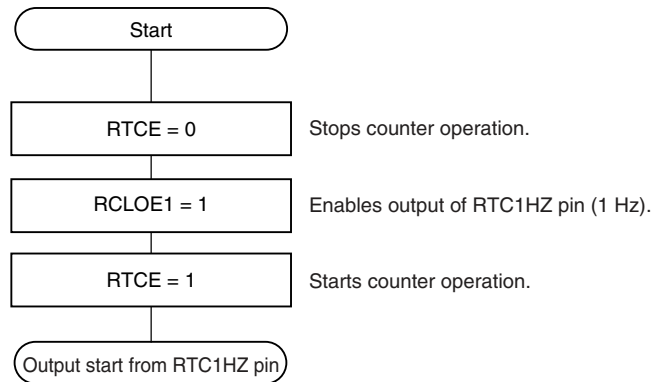 Start
RTCE = 0
Stops counter operation.
RCLOE1 = 1
Enables output of RTC1HZ pin (1 Hz).
RTCE = 1
Starts counter operation.
Output start from RTC1HZ pin